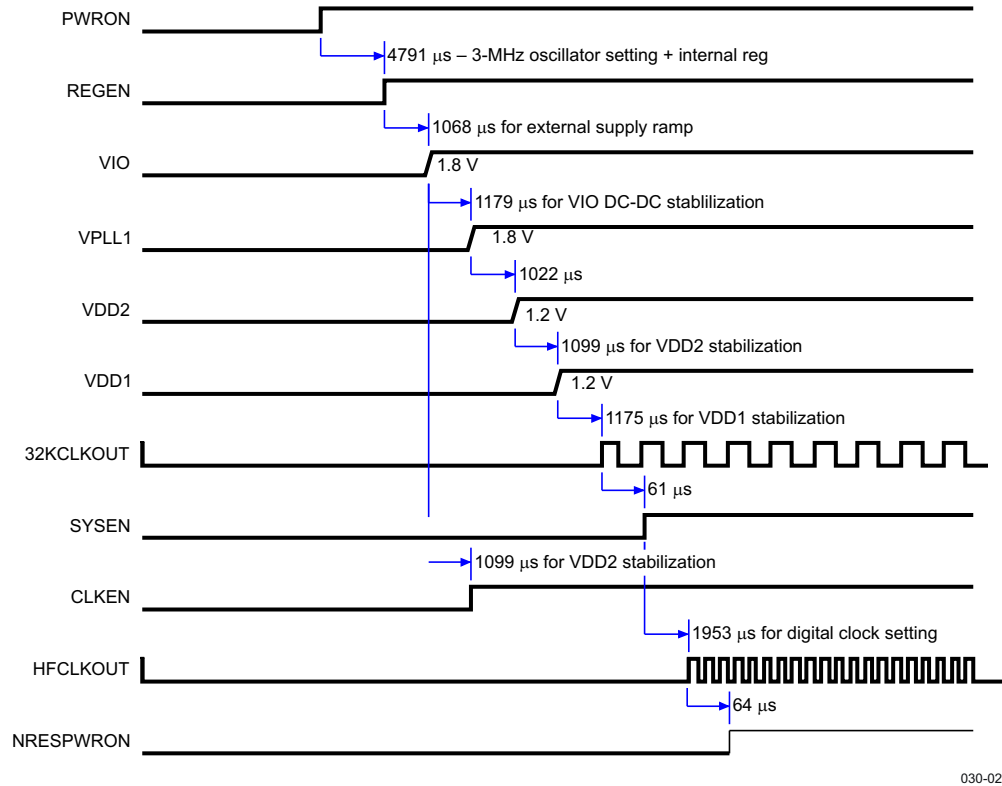 PWRON
4791 μs – 3-MHz oscillator setting + internal reg
REGEN
1068 μs for external supply ramp
VIO
1.8 V
1179 μs for VIO DC-DC stablilization
VPLL1
1.8 V
1022 μs
VDD2
1.2 V
1099 μs for VDD2 stabilization
VDD1
1.2 V
1175 μs for VDD1 stabilization
32KCLKOUT
61 μs
SYSEN
1099 μs for VDD2 stabilization
CLKEN
1953 μs for digital clock setting
HFCLKOUT
64 μs
NRESPWRON
030-02